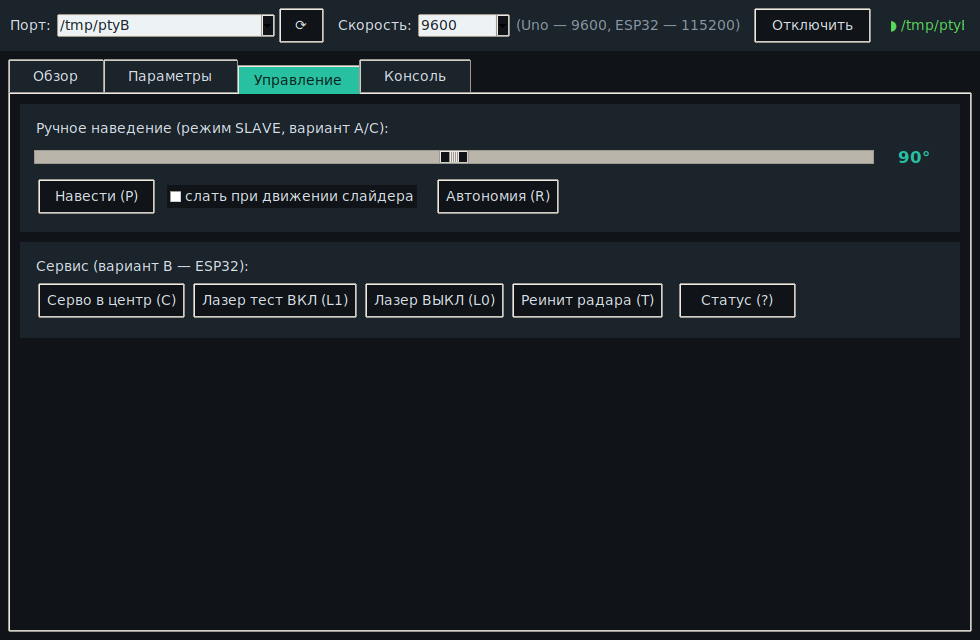 Порт: /tmp/ptyB ⟳ Скорость: 9600 (Uno — 9600, ESP32 — 115200) Отключить /tmp/pty
Обзор Параметры Управление Консоль
Ручное наведение (режим SLAVE, вариант A/C):
90°
Навести (P) слать при движении слайдера Автономия (R)
Сервис (вариант B — ESP32):
Серво в центр (C) Лазер тест ВКЛ (L1) Лазер ВЫКЛ (L0) Реинит радара (T) Статус (?)